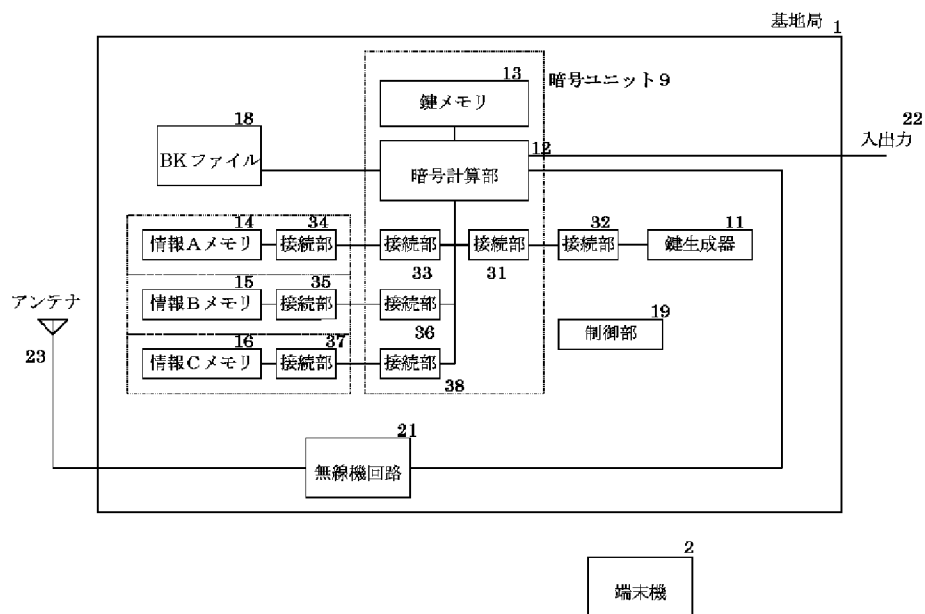 基地局 1
13
暗号ユニット9
鍵メモリ
18
22
入出力
12
BKファイル
暗号計算部
14
34
32
11
情報Aメモリ
接続部
接続部
接続部
接続部
鍵生成器
33
31
15
35
アンテナ
情報Bメモリ
接続部
接続部
19
36
制御部
16
37
23
情報Cメモリ
接続部
接続部
38
21
無線機回路
2
端末機